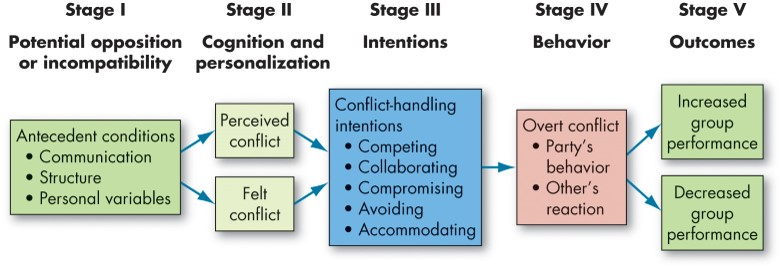 Stage I
Potential opposition
or incompatibility
Stage II
Cognition and
personalization
Stage III
Intentions
Stage IV
Behavior
Stage V
Outcomes
Antecedent conditions
• Communication
• Structure
• Personal variables
Perceived
conflict
Felt
conflict
Conflict-handling
intentions
• Competing
• Collaborating
• Compromising
• Avoiding
• Accommodating
Overt conflict
• Party's
behavior
• Other's
reaction
Increased
group
performance
Decreased
group
performance